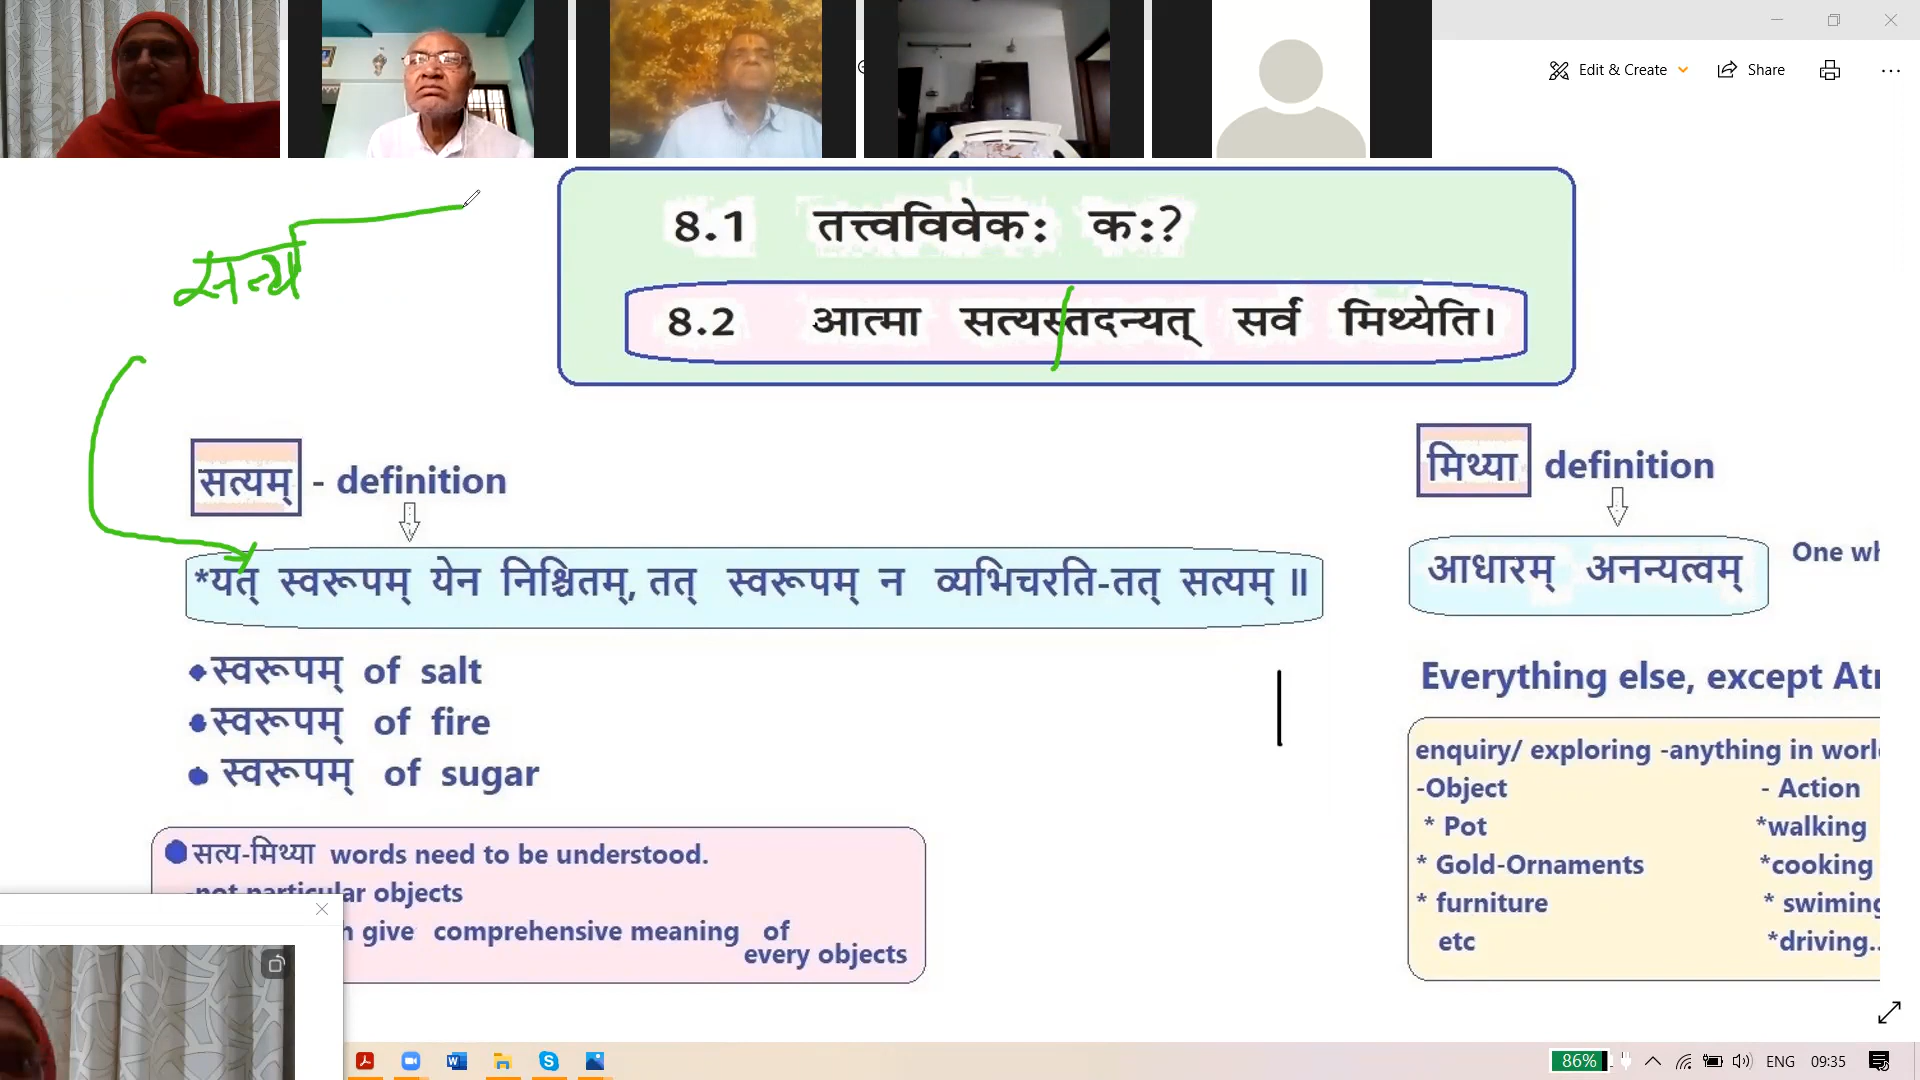 Edit & Create
Share
8.1 तत्त्वविवेकः कः?
सत्य
8.2 आत्मा सत्यस्तदन्यत् सर्वं मिथ्येति।
सत्यम् - definition
*यत् स्वरूपम् येन निश्चितम्, तत् स्वरूपम् न व्यभिचरति-तत् सत्यम् ॥
•स्वरूपम् of salt
•स्वरूपम् of fire
• स्वरूपम् of sugar
•सत्य-मिथ्या words need to be understood.
-not particular objects
give comprehensive meaning of
every objects
मिथ्या definition
आधारम् अनन्यत्वम्
One
Everything else, except
enquiry/ exploring -anything in
-Object - Action
* Pot *walking
* Gold-Ornaments *cooking
* furniture * swiming
etc *driving..
86% ENG 09:35